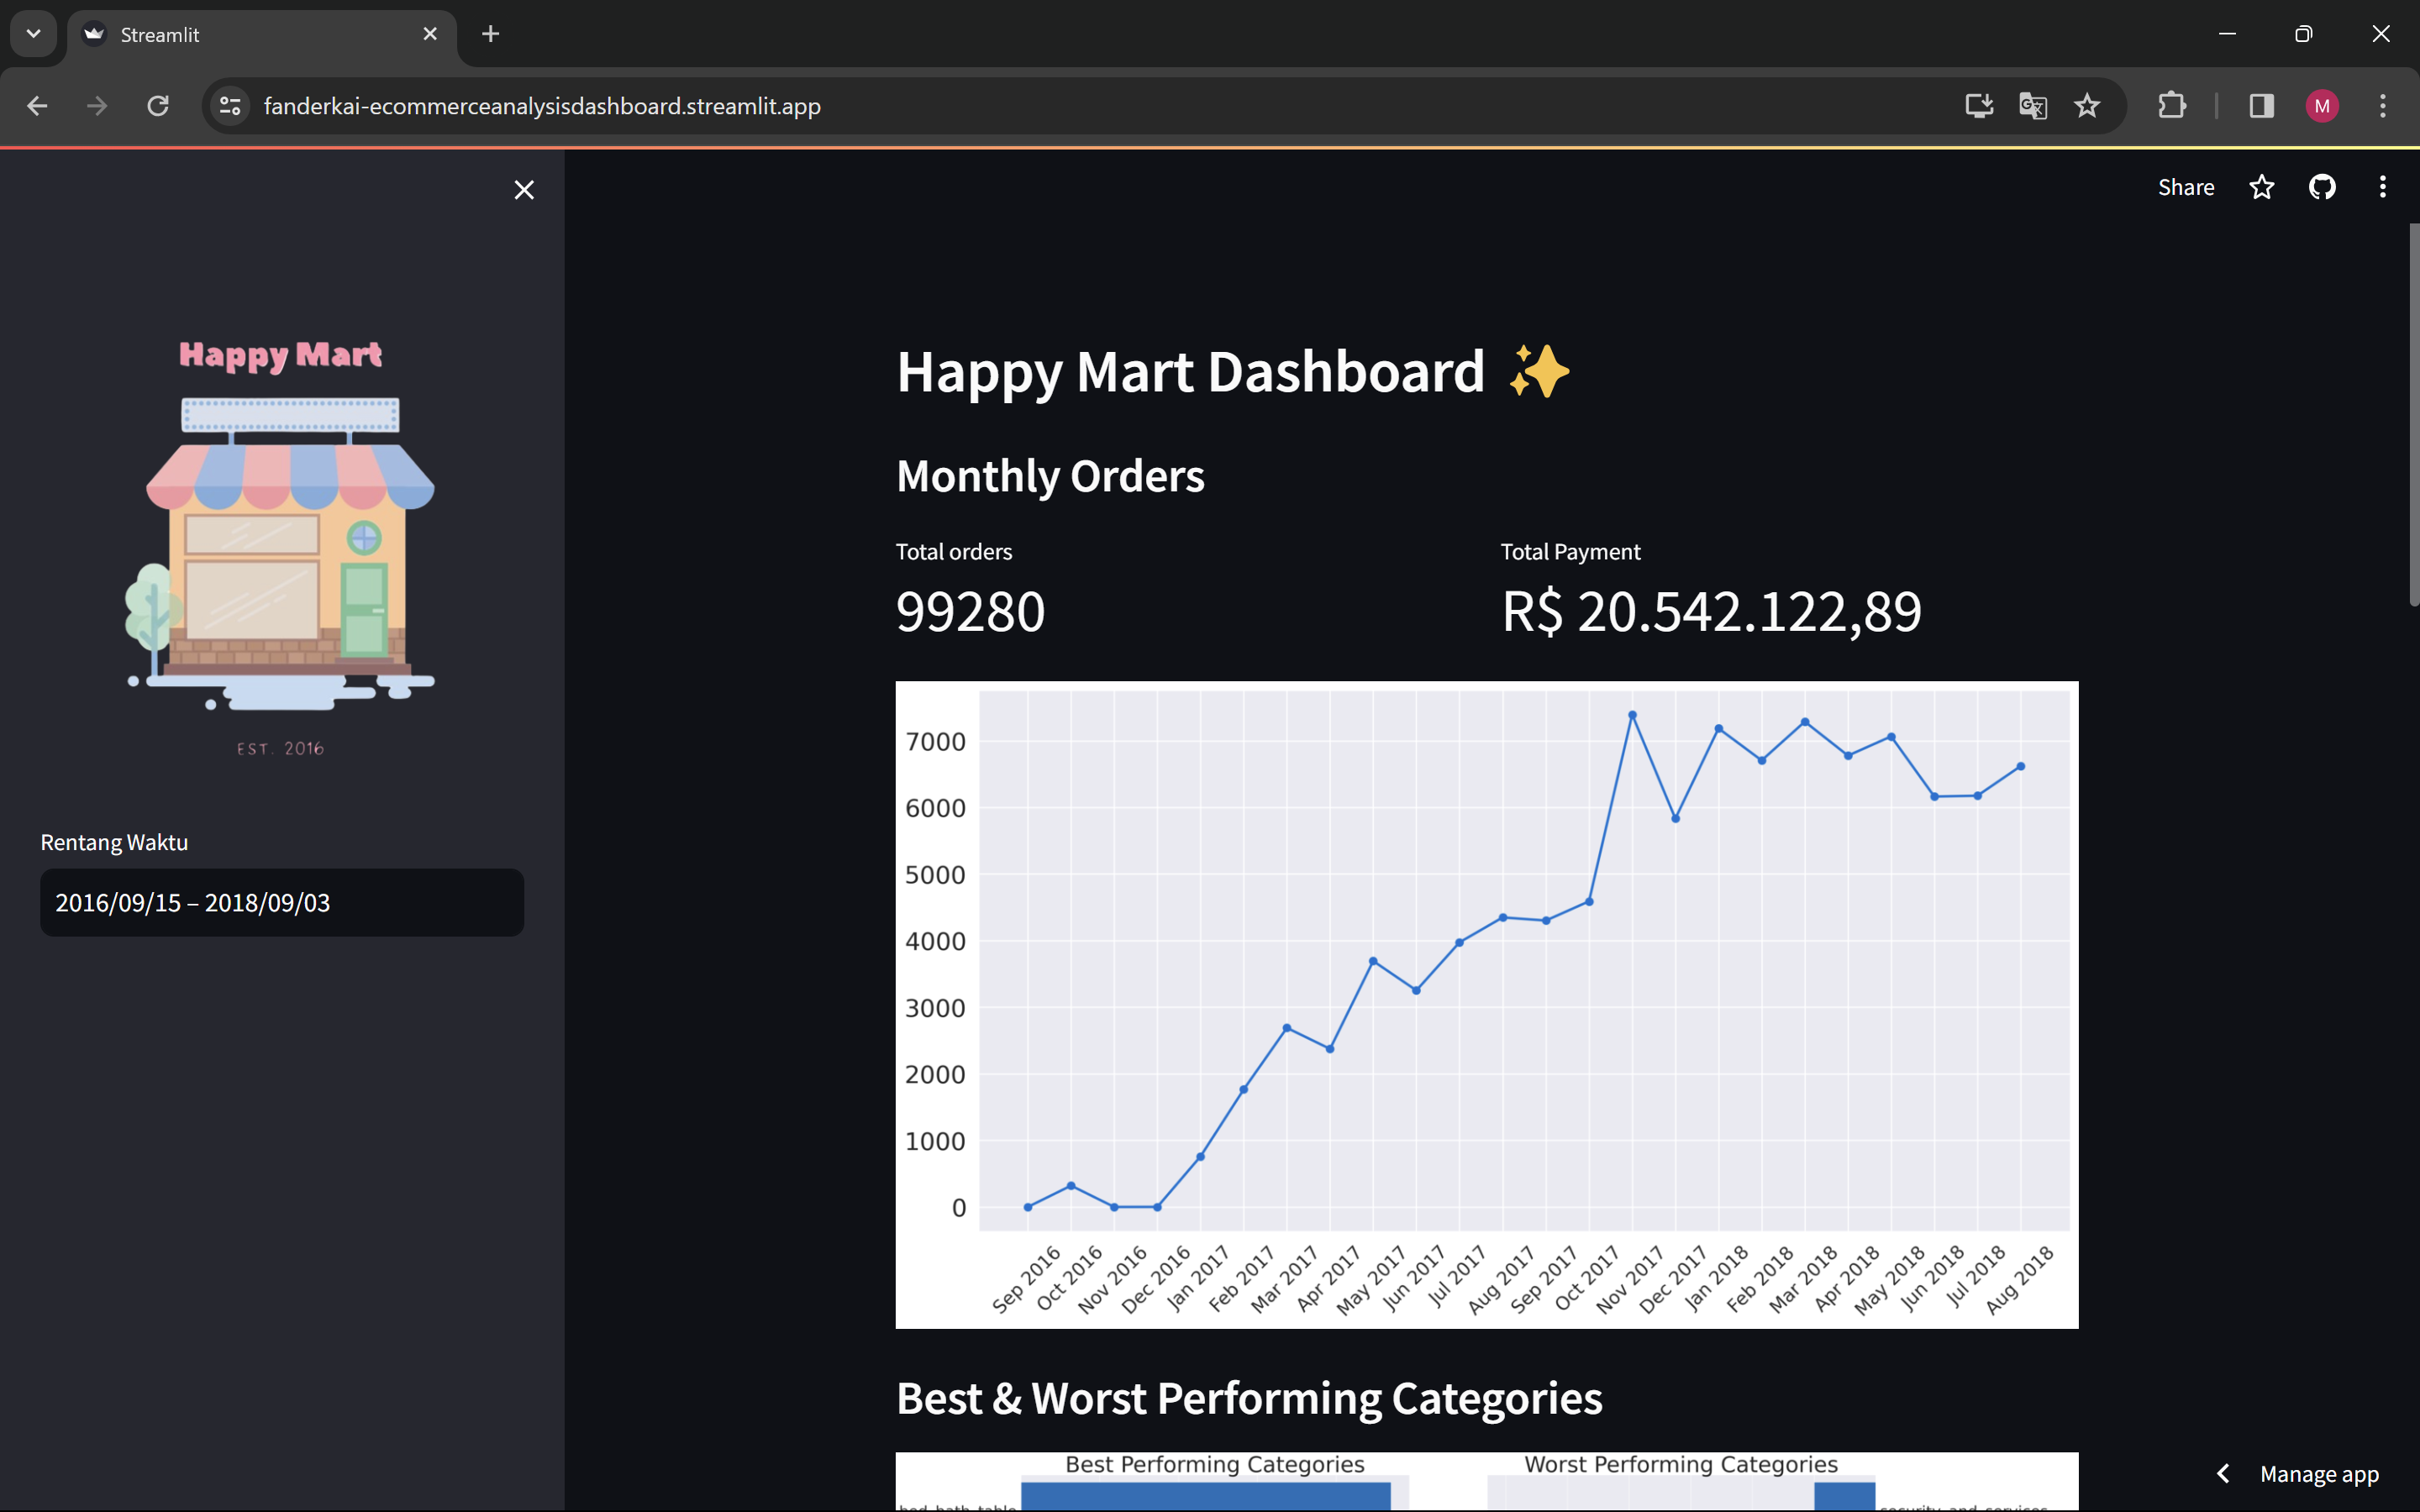 Streamlit
fanderkai-ecommerceanalysisdashboard.streamlit.app
M
Share
Happy Mart
EST. 2016
Rentang Waktu
2016/09/15 – 2018/09/03
Happy Mart Dashboard ✨
Monthly Orders
Total orders
99280
Total Payment
R$ 20.542.122,89
7000
6000
5000
4000
3000
2000
1000
0
Sep 2016
Oct 2016
Nov 2016
Dec 2016
Jan 2017
Feb 2017
Mar 2017
Apr 2017
May 2017
Jun 2017
Jul 2017
Aug 2017
Sep 2017
Oct 2017
Nov 2017
Dec 2017
Jan 2018
Feb 2018
Mar 2018
Apr 2018
May 2018
Jun 2018
Jul 2018
Aug 2018
Best & Worst Performing Categories
Best Performing Categories
Worst Performing Categories
Manage app